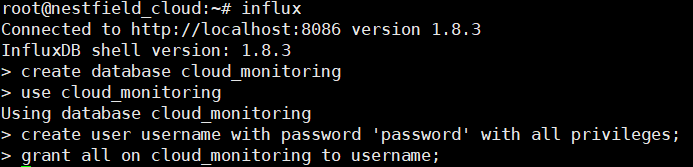 root@nestfield_cloud:~# influx
Connected to http://localhost:8086 version 1.8.3
InfluxDB shell version: 1.8.3
> create database cloud_monitoring
> use cloud_monitoring
Using database cloud_monitoring
> create user username with password 'password' with all privileges;
> grant all on cloud_monitoring to username;